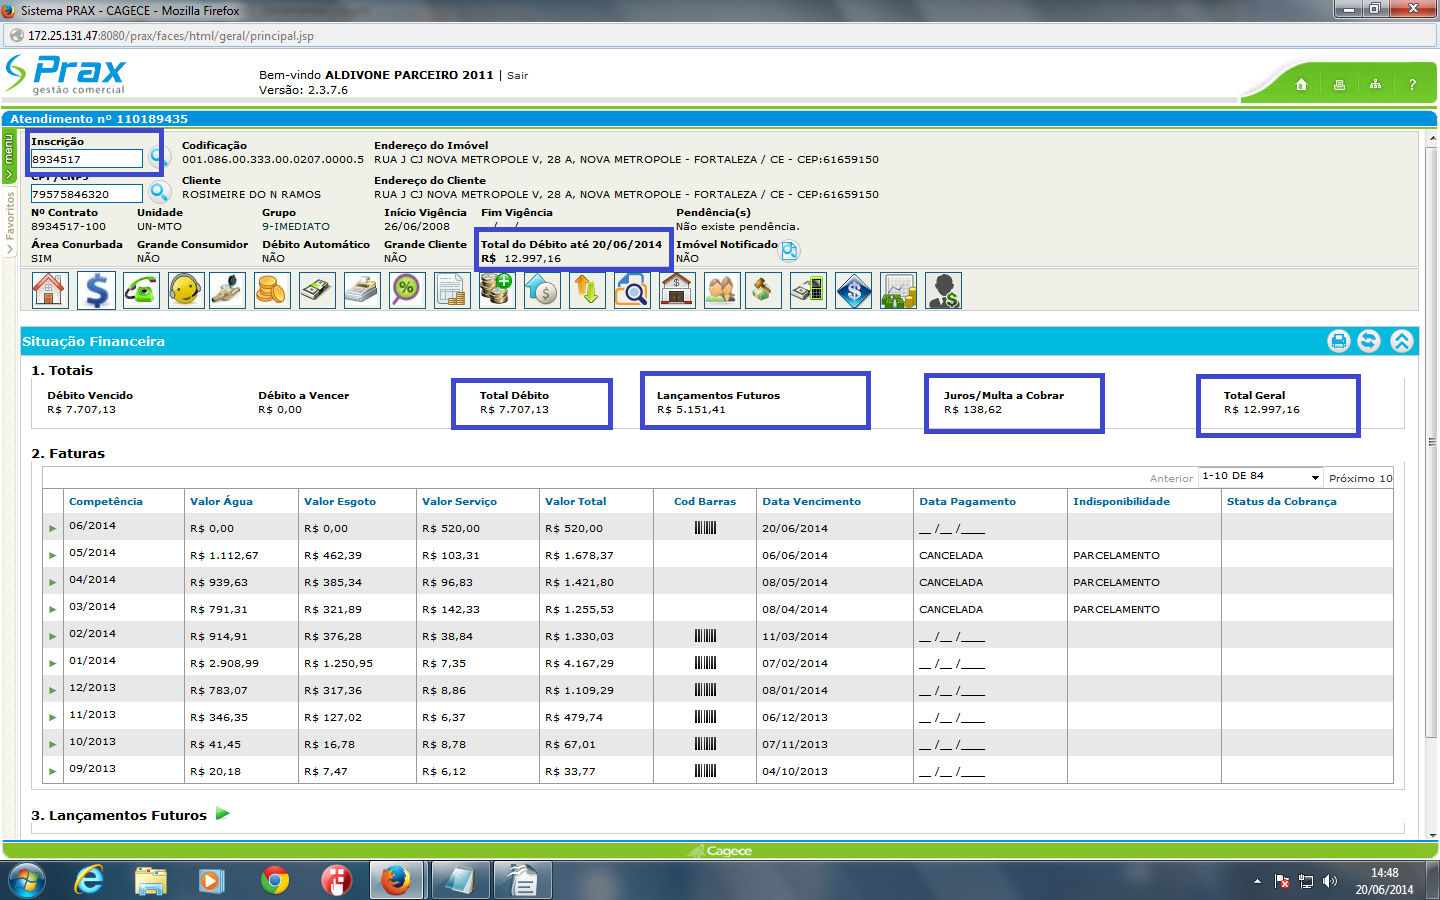 Sistema PRAX - CAGECE - Mozilla Firefox
172.25.131.47:8080/prax/faces/html/geral/principal.jsp
Prax
gestão comercial
Bem-vindo ALDIVONE PARCEIRO 2011 | Sair
Versão: 2.3.7.6
?
Atendimento nº 110189435
menu
Favoritos
Inscrição
8934517
Codificação
001.086.00.333.00.0207.0000.5
Endereço do Imóvel
RUA J CJ NOVA METROPOLE V, 28 A, NOVA METROPOLE - FORTALEZA / CE - CEP:61659150
CPF/CNPJ
79575846320
Cliente
ROSIMEIRE DO N RAMOS
Endereço do Cliente
RUA J CJ NOVA METROPOLE V, 28 A, NOVA METROPOLE - FORTALEZA / CE - CEP:61659150
Nº Contrato Unidade Grupo Início Vigência Fim Vigência Pendência(s)
8934517-100 UN-MTO 9-IMEDIATO 26/06/2008 __/__/__ Não existe pendência.
Área Conurbada Grande Consumidor Débito Automático Grande Cliente Total do Débito até 20/06/2014 Imóvel Notificado
SIM NÃO NÃO NÃO R$ 12.997,16 NÃO
Situação Financeira
1. Totais
Débito Vencido Débito a Vencer Total Débito Lançamentos Futuros Juros/Multa a Cobrar Total Geral
R$ 7.707,13 R$ 0,00 R$ 7.707,13 R$ 5.151,41 R$ 138,62 R$ 12.997,16
2. Faturas
Anterior 1-10 DE 84 Próximo 10
Competência Valor Água Valor Esgoto Valor Serviço Valor Total Cod Barras Data Vencimento Data Pagamento Indisponibilidade Status da Cobrança
06/2014 R$ 0,00 R$ 0,00 R$ 520,00 R$ 520,00 20/06/2014 __/__/____
05/2014 R$ 1.112,67 R$ 462,39 R$ 103,31 R$ 1.678,37 06/06/2014 CANCELADA PARCELAMENTO
04/2014 R$ 939,63 R$ 385,34 R$ 96,83 R$ 1.421,80 08/05/2014 CANCELADA PARCELAMENTO
03/2014 R$ 791,31 R$ 321,89 R$ 142,33 R$ 1.255,53 08/04/2014 CANCELADA PARCELAMENTO
02/2014 R$ 914,91 R$ 376,28 R$ 38,84 R$ 1.330,03 11/03/2014 __/__/____
01/2014 R$ 2.908,99 R$ 1.250,95 R$ 7,35 R$ 4.167,29 07/02/2014 __/__/____
12/2013 R$ 783,07 R$ 317,36 R$ 8,86 R$ 1.109,29 08/01/2014 __/__/____
11/2013 R$ 346,35 R$ 127,02 R$ 6,37 R$ 479,74 06/12/2013 __/__/____
10/2013 R$ 41,45 R$ 16,78 R$ 8,78 R$ 67,01 07/11/2013 __/__/____
09/2013 R$ 20,18 R$ 7,47 R$ 6,12 R$ 33,77 04/10/2013 __/__/____
3. Lançamentos Futuros
Cagece
14:48
20/06/2014